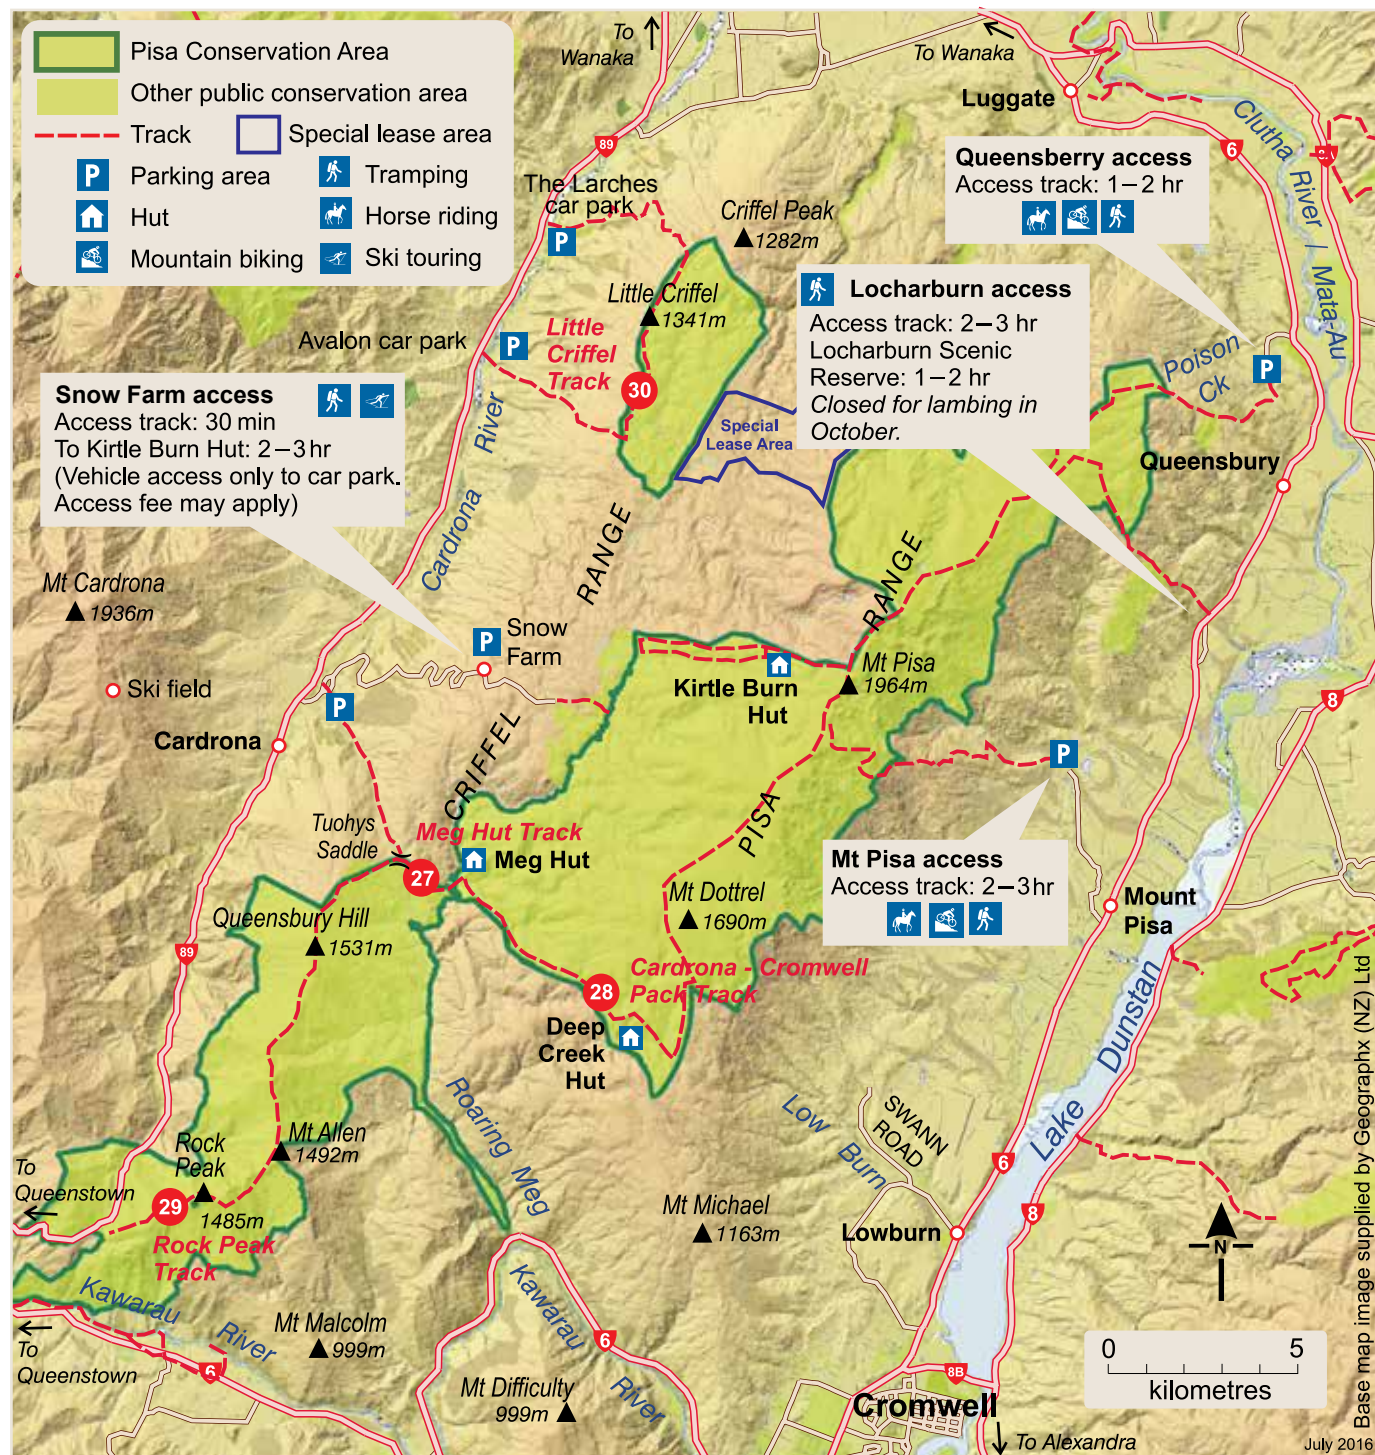 Pisa Conservation Area
Other public conservation area
Track
Special lease area
P
Parking area
Tramping
Hut
Horse riding
Mountain biking
Ski touring
To
Wanaka
To Wanaka
Luggate
89
6
8A
Clutha River / Mata-Au
Queensberry access
Access track: 1–2 hr
The Larches
car park
P
Criffel Peak
1282m
Locharburn access
Access track: 2–3 hr
Locharburn Scenic
Reserve: 1–2 hr
Closed for lambing in
October.
Little Criffel
1341m
Avalon car park
P
Little
Criffel
Track
30
Poison
Ck
P
Snow Farm access
Access track: 30 min
To Kirtle Burn Hut: 2–3 hr
(Vehicle access only to car park.
Access fee may apply)
Special
Lease Area
Queensbury
Cardrona River
CRIFFEL RANGE
PISA RANGE
Mt Cardrona
1936m
P
Snow
Farm
Ski field
P
Cardrona
Kirtle Burn
Hut
Mt Pisa
1964m
8
P
Tuohys
Saddle
Meg Hut Track
Meg Hut
27
Mt Pisa access
Access track: 2–3hr
Mount
Pisa
Queensbury Hill
1531m
Mt Dottrel
1690m
89
28
Cardrona - Cromwell
Pack Track
Deep
Creek
Hut
Lake Dunstan
Roaring Meg
Low Burn
SWANN
ROAD
Mt Allen
1492m
Rock
Peak
1485m
To
Queenstown
29
Rock Peak
Track
6
8
Mt Michael
1163m
Lowburn
N
Kawarau River
Kawarau River
Mt Malcolm
999m
To
Queenstown
6
6
Mt Difficulty
999m
8B
Cromwell
To Alexandra
0 5
kilometres
Base map image supplied by Geographx (NZ) Ltd
July 2016